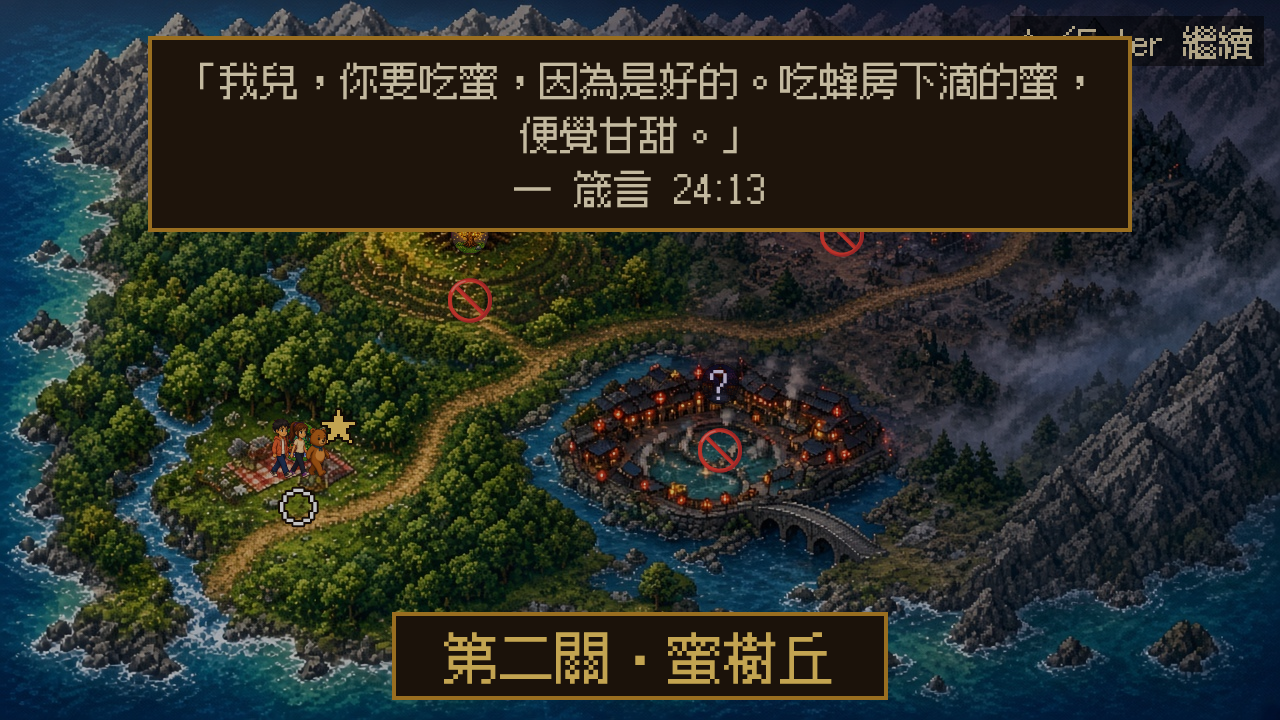 「我兒，你要吃蜜，因為是好的。吃蜂房下滴的蜜，
便覺甘甜。」
— 箴言 24:13
繼續
?
第二關·蜜樹丘